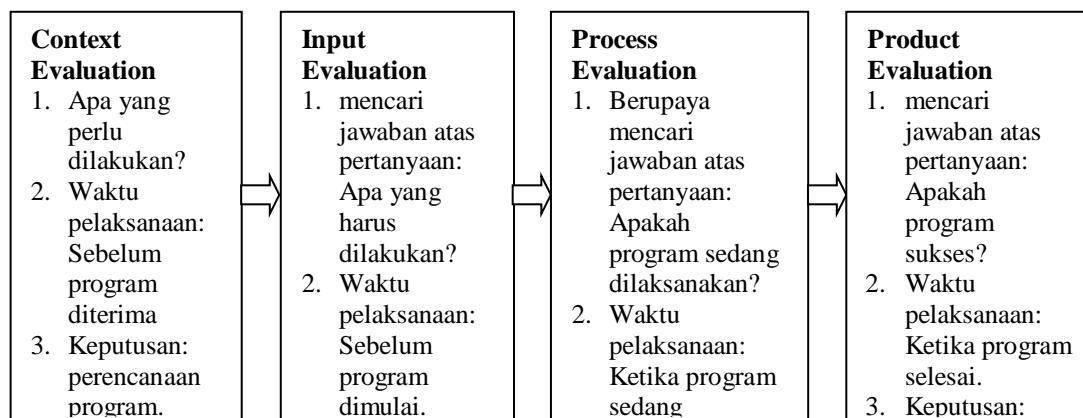 Context
Evaluation
1. Apa yang
perlu
dilakukan?
2. Waktu
pelaksanaan:
Sebelum
program
diterima
3. Keputusan:
perencanaan
program.
Input
Evaluation
1. mencari
jawaban atas
pertanyaan:
Apa yang
harus
dilakukan?
2. Waktu
pelaksanaan:
Sebelum
program
dimulai.
Process
Evaluation
1. Berupaya
mencari
jawaban atas
pertanyaan:
Apakah
program sedang
dilaksanakan?
2. Waktu
pelaksanaan:
Ketika program
sedang
Product
Evaluation
1. mencari
jawaban atas
pertanyaan:
Apakah
program
sukses?
2. Waktu
pelaksanaan:
Ketika program
selesai.
3. Keputusan: